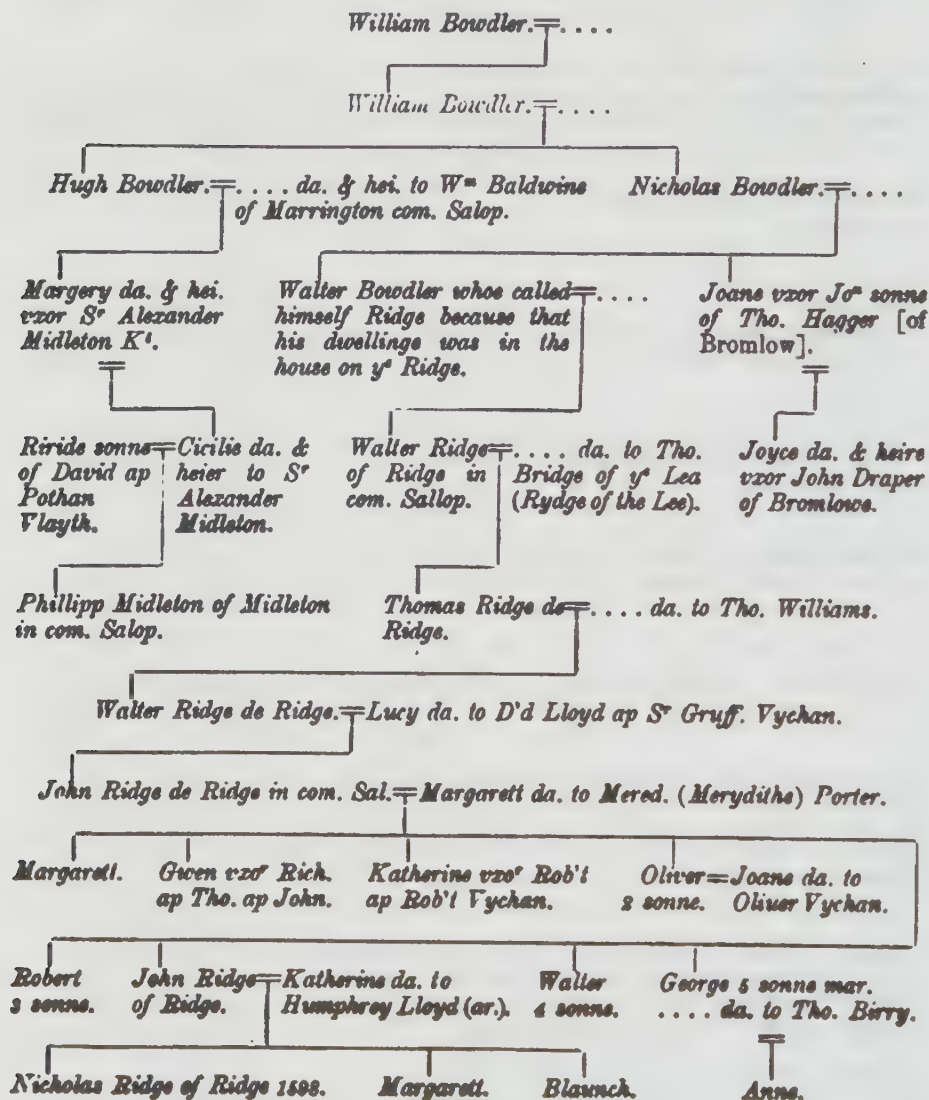 William Bowdler.=. . . .
William Bowdler.=. . . .
Hugh Bowdler.=. . . . da. & hei. to Wᵐ Baldwine
of Marrington com. Salop.
Nicholas Bowdler.=. . . .
Margery da. & hei.
vxor Sʳ Alexander
Midleton Kᵗ.
Walter Bowdler whoe called=. . . .
himself Ridge because that
his dwellinge was in the
house on yᵉ Ridge.
Joane vxor Joⁿ sonne
of Tho. Hagger [of
Bromlow].
Riride sonne=Cicilie da. &
of David ap heier to Sʳ
Pothan Alexander
Vlayth. Midleton.
Walter Ridge=. . . . da. to Tho.
of Ridge in Bridge of yᵉ Lea
com. Sallop. (Rydge of the Lee).
Joyce da. & heire
vxor John Draper
of Bromlowe.
Phillipp Midleton of Midleton
in com. Salop.
Thomas Ridge de=. . . . da. to Tho. Williams.
Ridge.
Walter Ridge de Ridge.=Lucy da. to D'd Lloyd ap Sʳ Gruff. Vychan.
John Ridge de Ridge in com. Sal.=Margarett da. to Mered. (Merydithe) Porter.
Margarett.
Gwen vxoʳ Rich.
ap Tho. ap John.
Katherine vxoʳ Rob't
ap Rob't Vychan.
Oliver=Joane da. to
2 sonne. Oliuer Vychan.
Robert
3 sonne.
John Ridge=Katherine da. to
of Ridge. Humphrey Lloyd (ar.).
Walter
4 sonne.
George 5 sonne mar.
. . . . da. to Tho. Birry.
Nicholas Ridge of Ridge 1598.
Margarett.
Blaunch.
Anne.